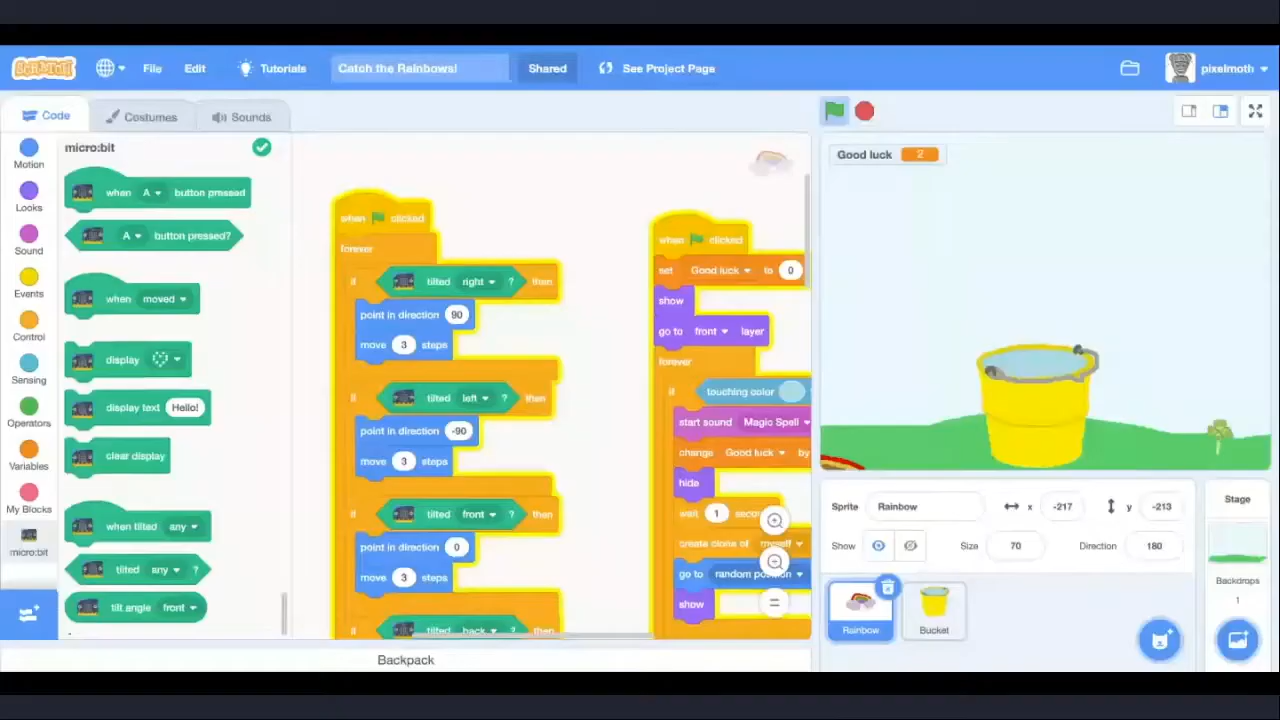 SCRATCH File Edit Tutorials Catch the Rainbows! Shared See Project Page pixelmoth
Code Costumes Sounds
Motion
Looks
Sound
Events
Control
Sensing
Operators
Variables
My Blocks
micro:bit
micro:bit
when A button pressed
A button pressed?
when moved
display
display text Hello!
clear display
when tilted any
tilted any ?
tilt angle front
when clicked
forever
if tilted right ? then
point in direction 90
move 3 steps
if tilted left ? then
point in direction -90
move 3 steps
if tilted front ? then
point in direction 0
move 3 steps
if tilted back ? then
when clicked
set Good luck to 0
show
go to front layer
forever
if touching color
start sound Magic Spell
change Good luck by
hide
wait 1
create clone of
go to random position
show
Backpack
Good luck 2
Sprite Rainbow x -217 y -213
Show Size 70 Direction 180
Rainbow Bucket
Stage
Backdrops
1